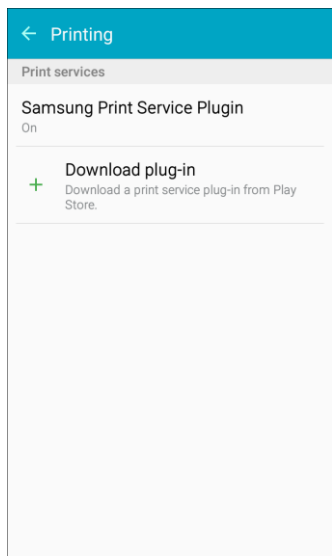 Printing
Print services
Samsung Print Service Plugin
On
Download plug-in
Download a print service plug-in from Play
Store.